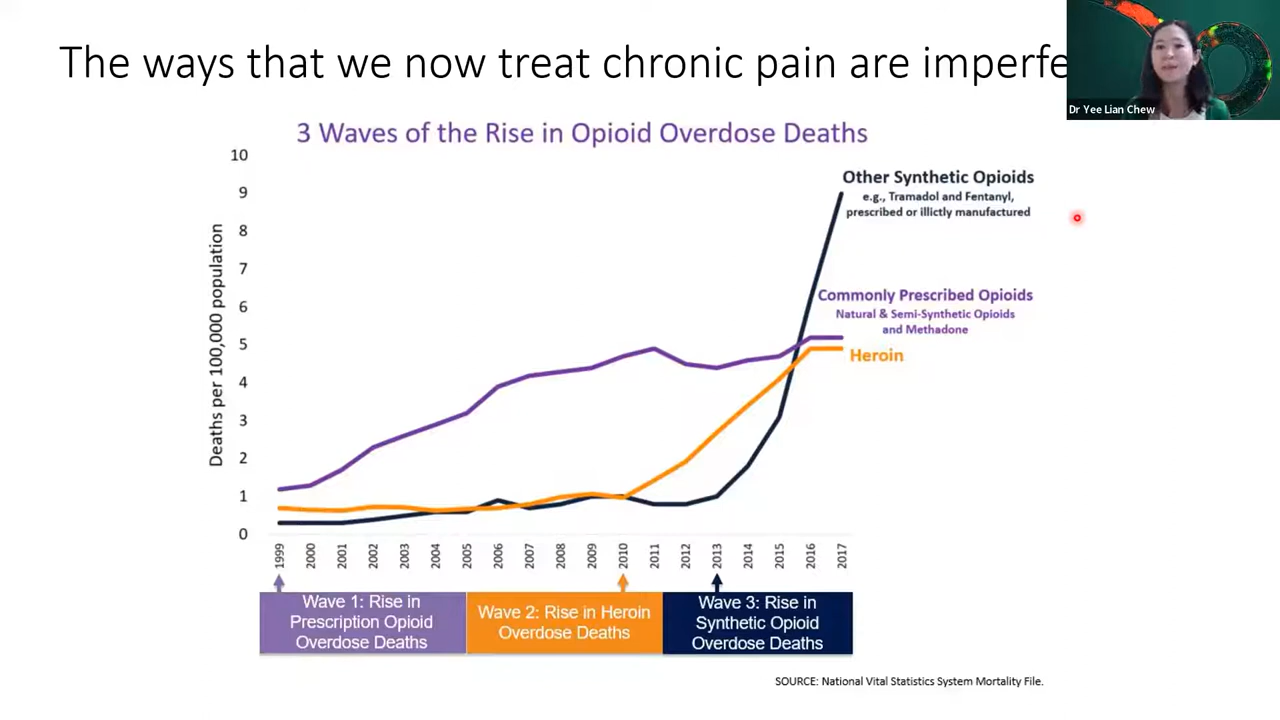 The ways that we now treat chronic pain are imperfe
Dr Yee Lian Chew
3 Waves of the Rise in Opioid Overdose Deaths
Deaths per 100,000 population
10
9
8
7
6
5
4
3
2
1
0
Other Synthetic Opioids
e.g., Tramadol and Fentanyl,
prescribed or illictly manufactured
Commonly Prescribed Opioids
Natural & Semi-Synthetic Opioids
and Methadone
Heroin
1999
2000
2001
2002
2003
2004
2005
2006
2007
2008
2009
2010
2011
2012
2013
2014
2015
2016
2017
Wave 1: Rise in
Prescription Opioid
Overdose Deaths
Wave 2: Rise in Heroin
Overdose Deaths
Wave 3: Rise in
Synthetic Opioid
Overdose Deaths
SOURCE: National Vital Statistics System Mortality File.